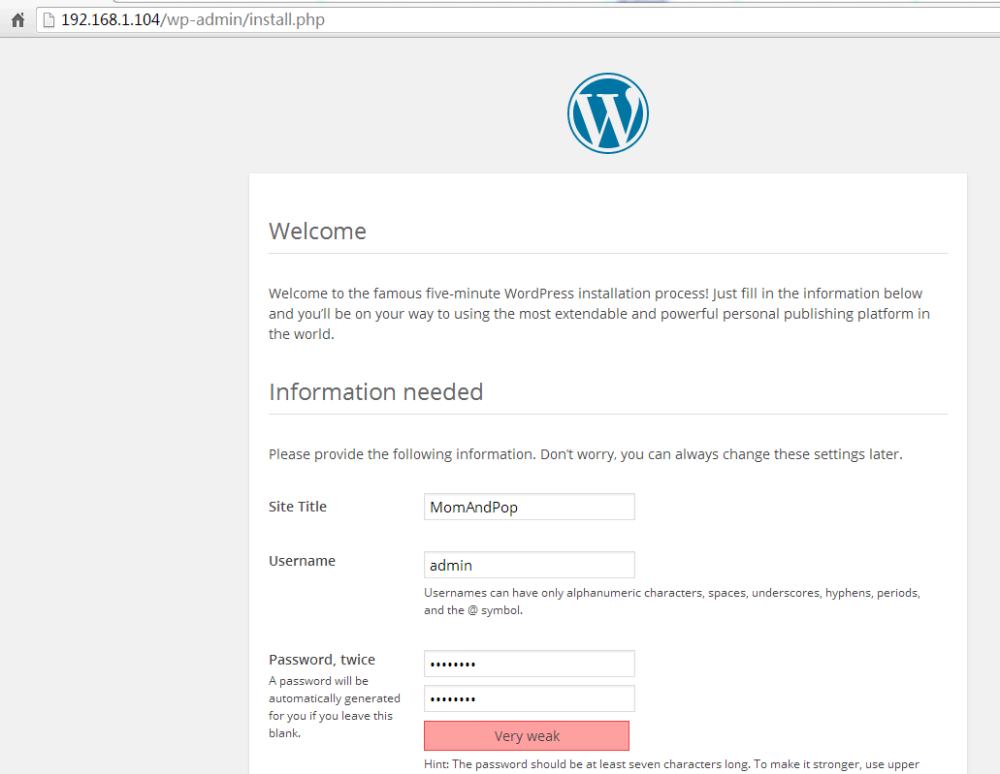 192.168.1.104/wp-admin/install.php
W
Welcome
Welcome to the famous five-minute WordPress installation process! Just fill in the information below
and you’ll be on your way to using the most extendable and powerful personal publishing platform in
the world.
Information needed
Please provide the following information. Don’t worry, you can always change these settings later.
Site Title
MomAndPop
Username
admin
Usernames can have only alphanumeric characters, spaces, underscores, hyphens, periods,
and the @ symbol.
Password, twice
A password will be
automatically generated
for you if you leave this
blank.
••••••••
••••••••
Very weak
Hint: The password should be at least seven characters long. To make it stronger, use upper